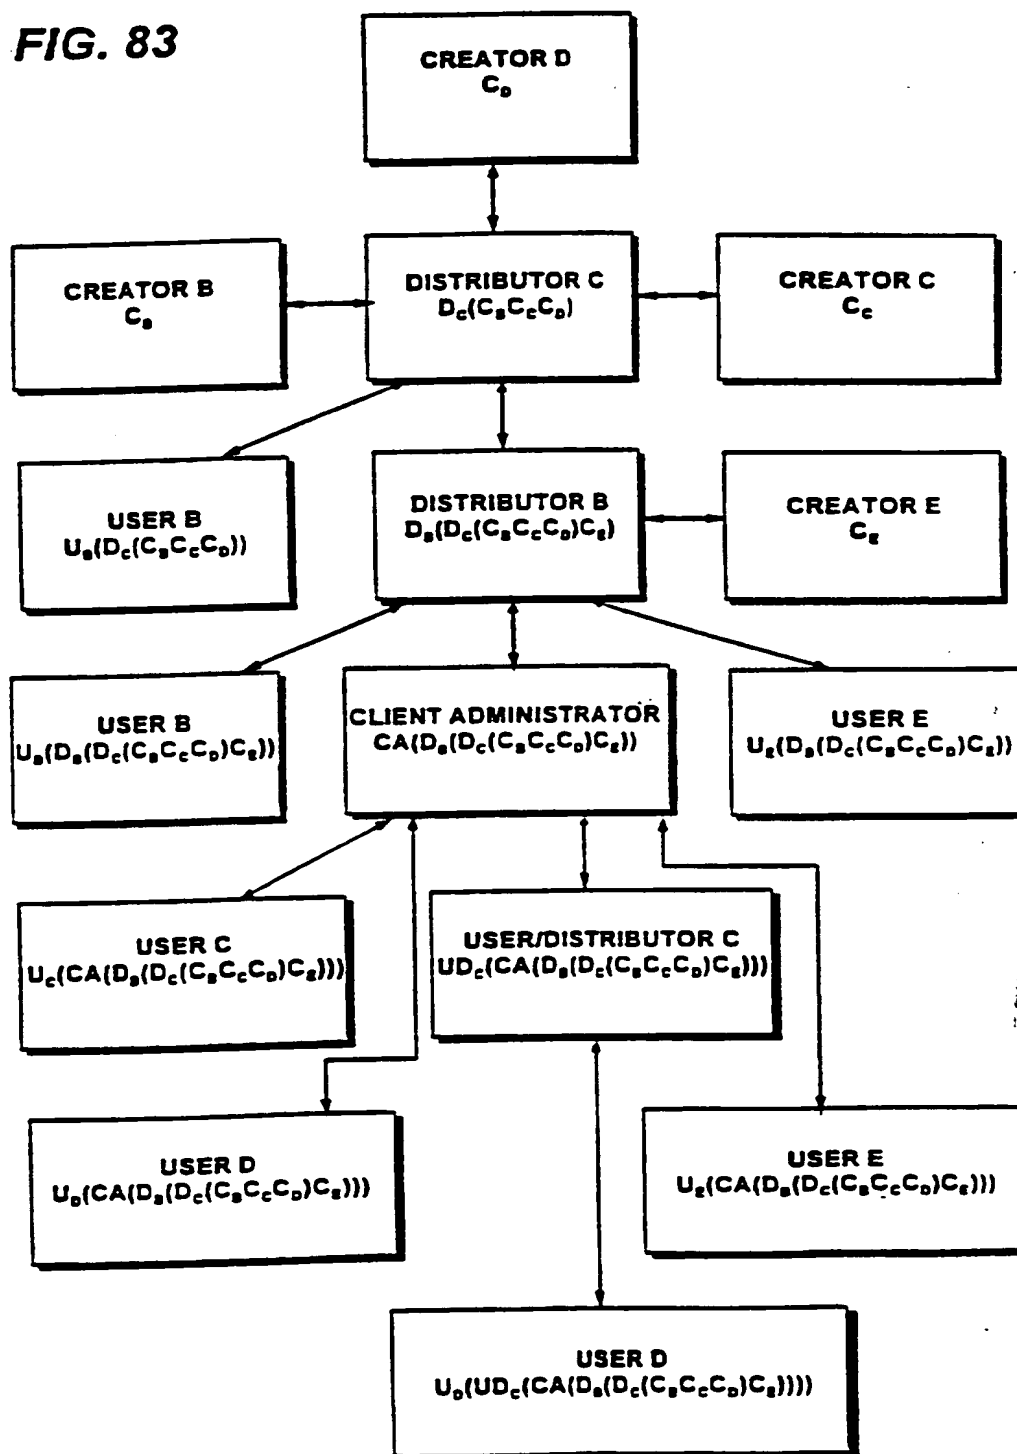 FIG. 83
CREATOR D
C_D
CREATOR B
C_B
DISTRIBUTOR C
D_C(C_BC_CC_D)
CREATOR C
C_C
USER B
U_B(D_C(C_BC_CC_D))
DISTRIBUTOR B
D_B(D_C(C_BC_CC_D)C_E)
CREATOR E
C_E
USER B
U_B(D_B(D_C(C_BC_CC_D)C_E))
CLIENT ADMINISTRATOR
CA(D_B(D_C(C_BC_CC_D)C_E))
USER E
U_E(D_B(D_C(C_BC_CC_D)C_E))
USER C
U_C(CA(D_B(D_C(C_BC_CC_D)C_E)))
USER/DISTRIBUTOR C
UD_C(CA(D_B(D_C(C_BC_CC_D)C_E)))
USER D
U_D(CA(D_B(D_C(C_BC_CC_D)C_E)))
USER E
U_E(CA(D_B(D_C(C_BC_CC_D)C_E)))
USER D
U_D(UD_C(CA(D_B(D_C(C_BC_CC_D)C_E))))